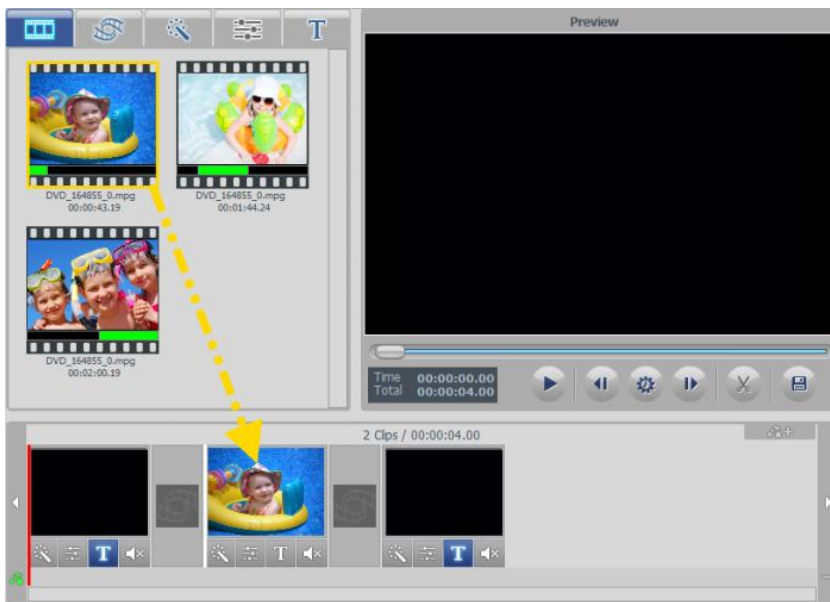 T
Preview
DVD_164855_0.mpg
00:00:43.19
DVD_164855_0.mpg
00:01:44.24
DVD_164855_0.mpg
00:02:00.19
Time 00:00:00.00
Total 00:00:04.00
2 Clips / 00:00:04.00
T
T
T